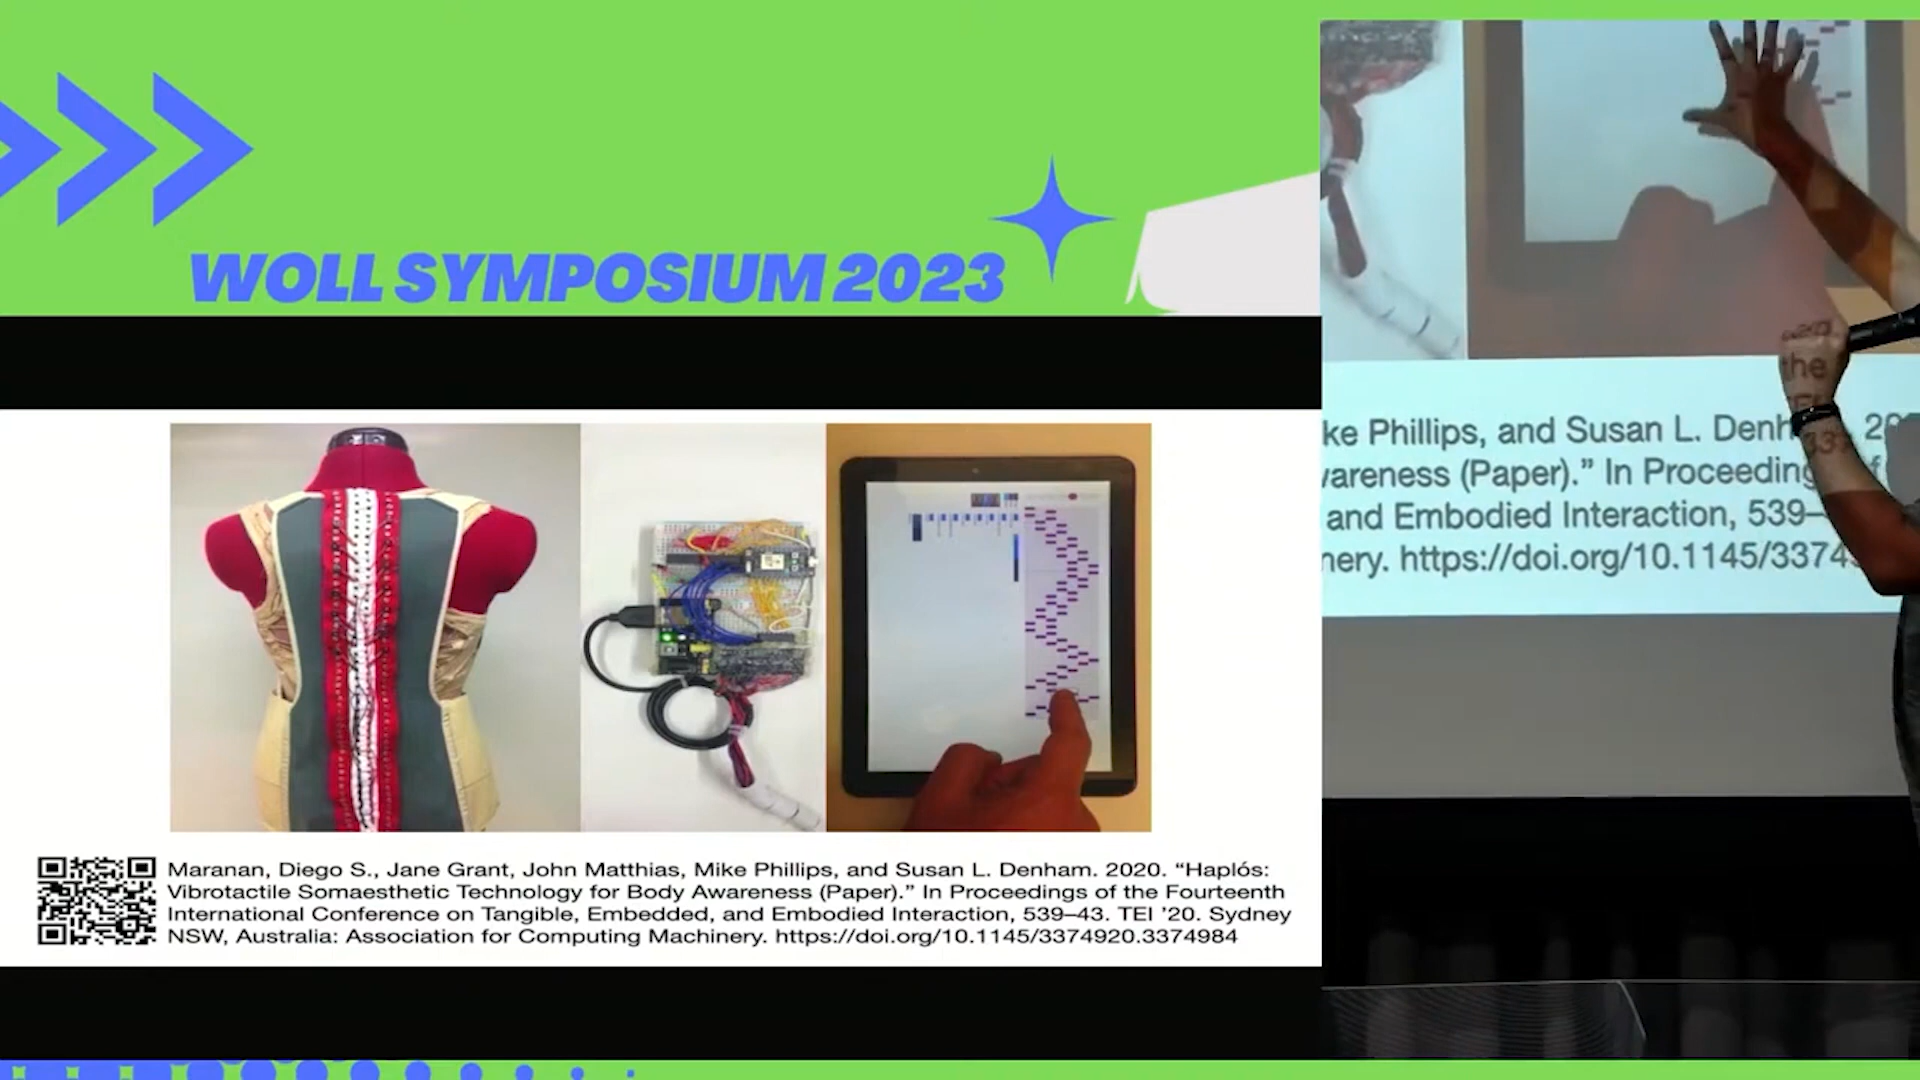 WOLL SYMPOSIUM 2023
Maranan, Diego S., Jane Grant, John Matthias, Mike Phillips, and Susan L. Denham. 2020. “Haplós:
Vibrotactile Somaesthetic Technology for Body Awareness (Paper).” In Proceedings of the Fourteenth
International Conference on Tangible, Embedded, and Embodied Interaction, 539–43. TEI ’20. Sydney
NSW, Australia: Association for Computing Machinery. https://doi.org/10.1145/3374920.3374984
ke Phillips, and Susan L. Denh 20
wareness (Paper).” In Proceeding of
and Embodied Interaction, 539–
nery. https://doi.org/10.1145/3374
the